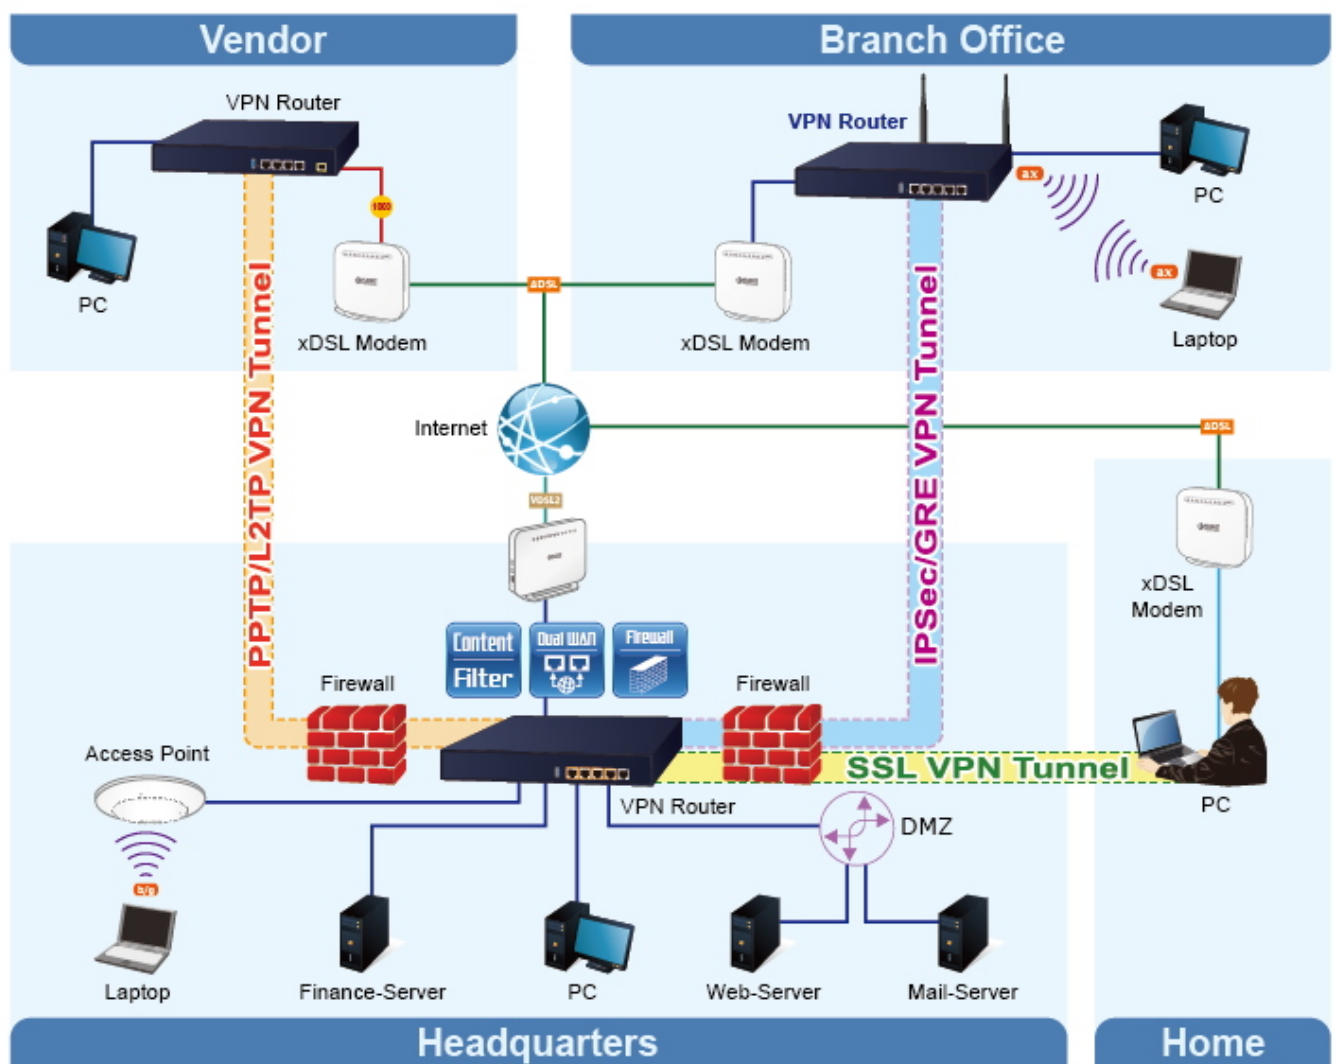 Vendor
Branch Office
VPN Router
VPN Router
PC
ax
1000
PC
ax
PC
ADSL
xDSL Modem
xDSL Modem
Laptop
PPTP/L2TP VPN Tunnel
IPSec/GRE VPN Tunnel
Internet
ADSL
VDSL2
xDSL
Modem
Content
Filter
Dual WAN
Firewall
Firewall
Firewall
Access Point
SSL VPN Tunnel
VPN Router
PC
DMZ
b/g
Laptop
Finance-Server
PC
Web-Server
Mail-Server
Headquarters
Home